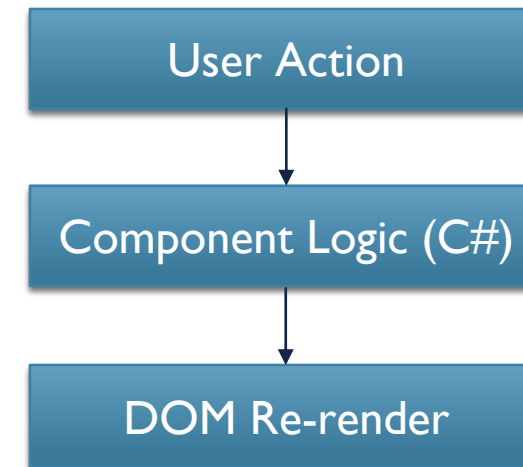 User Action
Component Logic (C#)
DOM Re-render